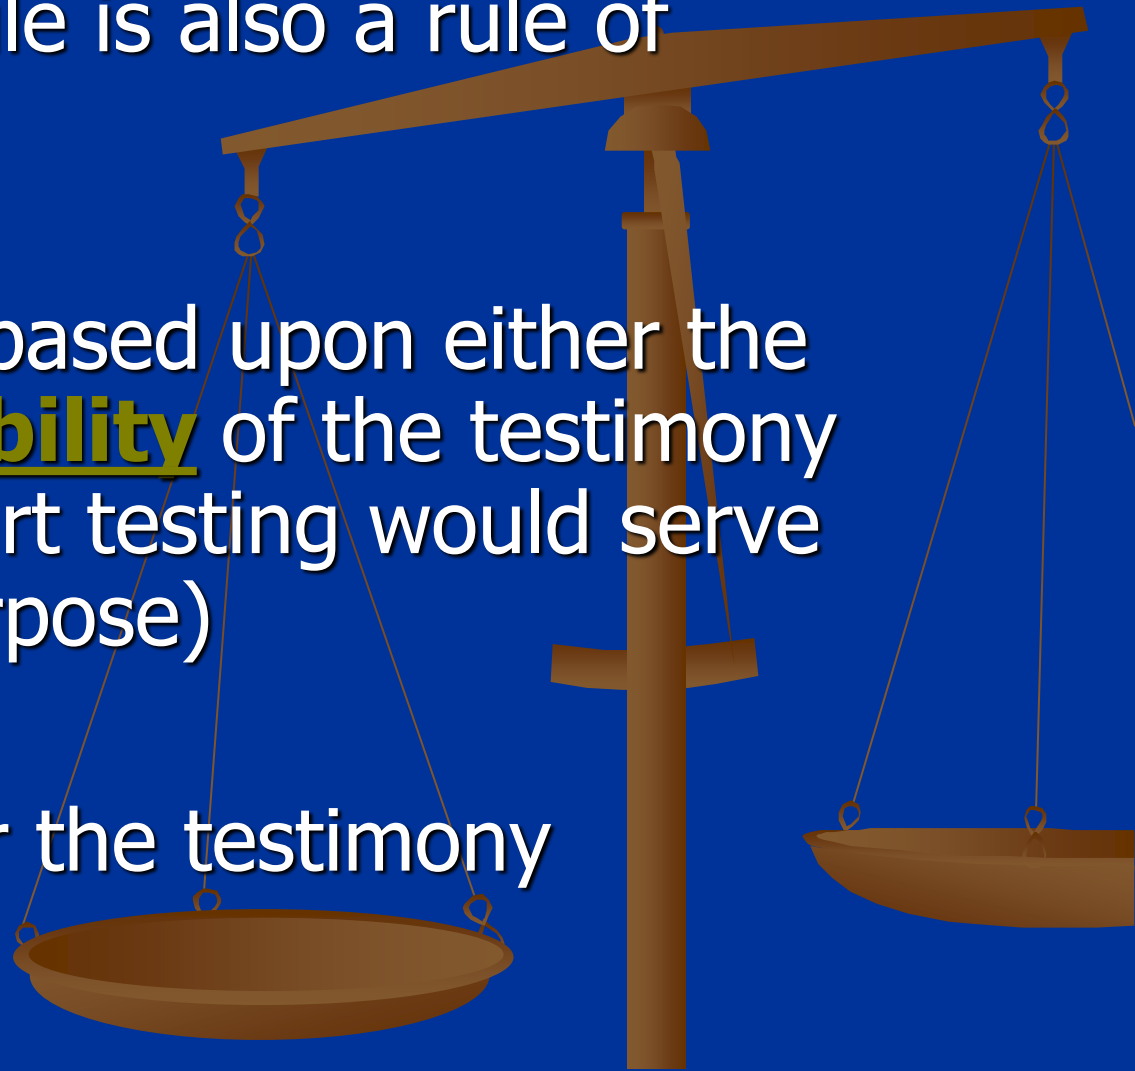 le is also a rule of
based upon either the
bility of the testimony
rt testing would serve
rpose)
r the testimony